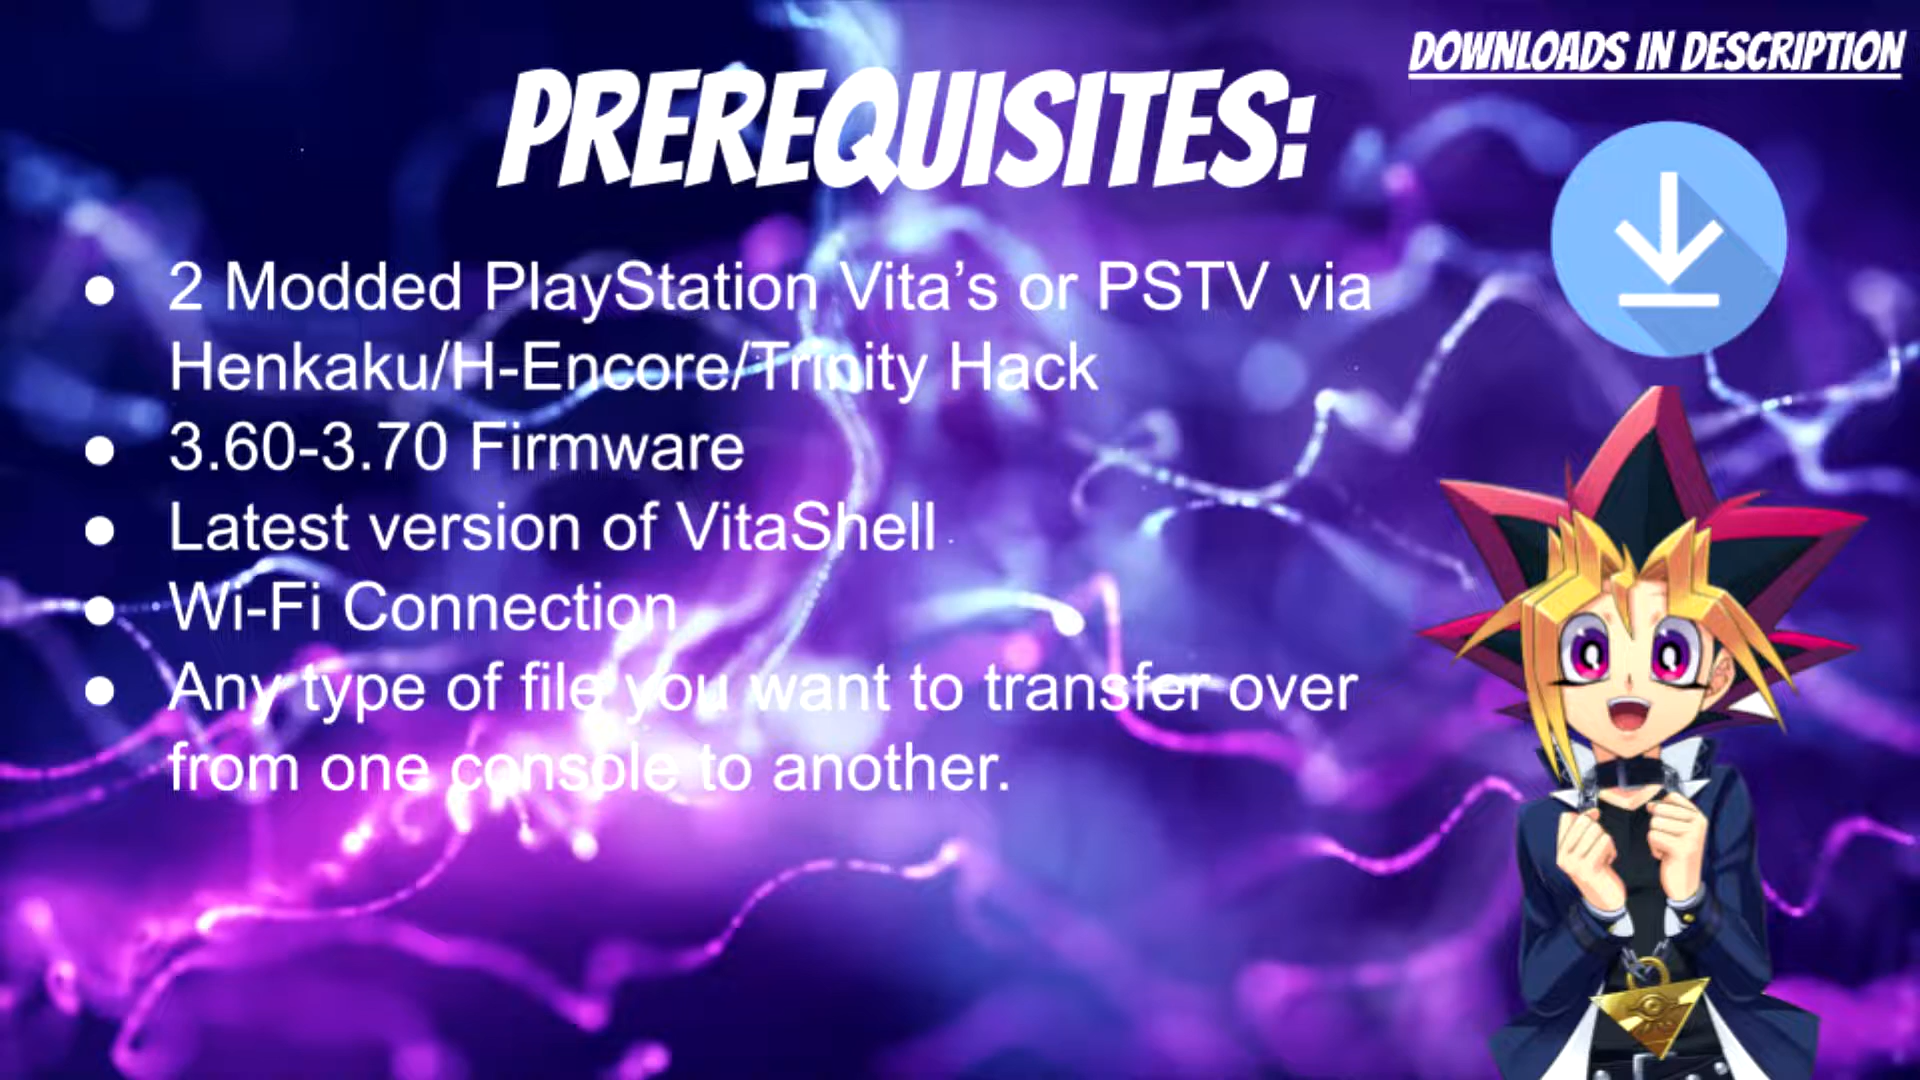 DOWNLOADS IN DESCRIPTION
PREREQUISITES:
● 2 Modded PlayStation Vita’s or PSTV via
Henkaku/H-Encore/Trinity Hack
● 3.60-3.70 Firmware
● Latest version of VitaShell
● Wi-Fi Connection
● Any type of file you want to transfer over
from one console to another.